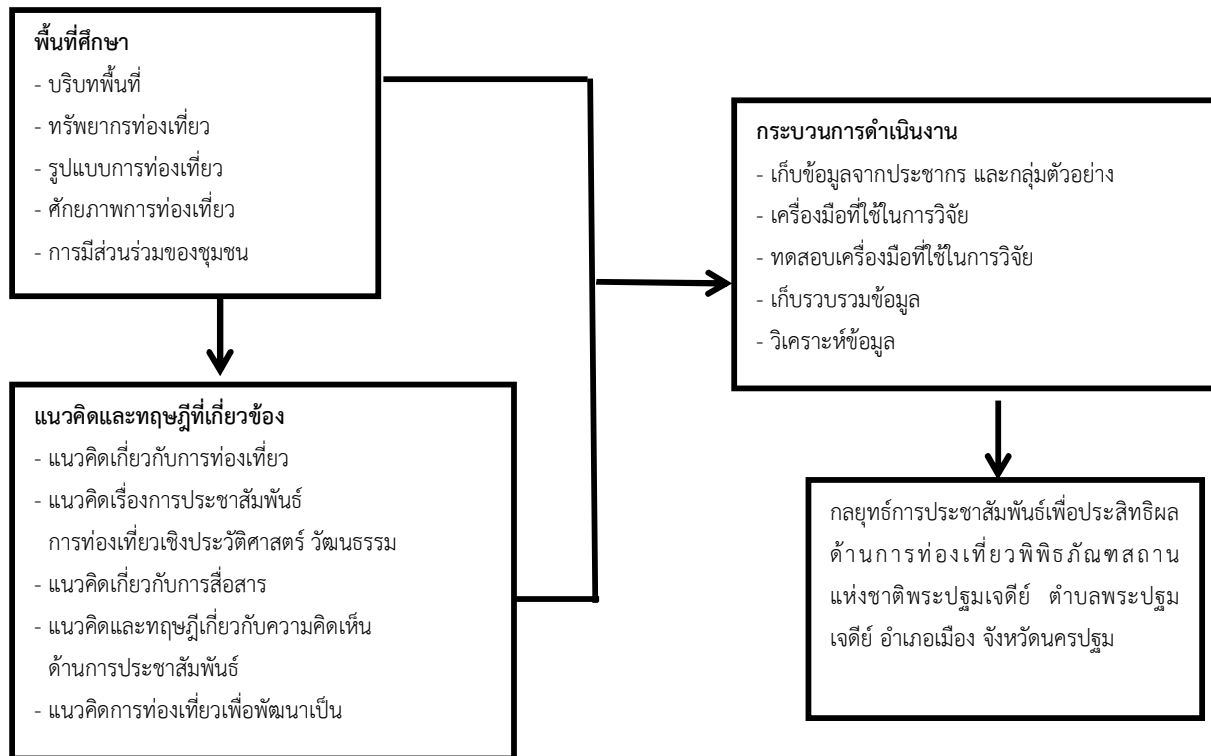 พื้นที่ศึกษา
- บริบทพื้นที่
- ทรัพยากรท่องเที่ยว
- รูปแบบการท่องเที่ยว
- ศักยภาพการท่องเที่ยว
- การมีส่วนร่วมของชุมชน
แนวคิดและทฤษฎีที่เกี่ยวข้อง
- แนวคิดเกี่ยวกับการท่องเที่ยว
- แนวคิดเรื่องการประชาสัมพันธ์
การท่องเที่ยวเชิงประวัติศาสตร์ วัฒนธรรม
- แนวคิดเกี่ยวกับการสื่อสาร
- แนวคิดและทฤษฎีเกี่ยวกับความคิดเห็น
ด้านการประชาสัมพันธ์
- แนวคิดการท่องเที่ยวเพื่อพัฒนาเป็น
กระบวนการดำเนินงาน
- เก็บข้อมูลจากประชากร และกลุ่มตัวอย่าง
- เครื่องมือที่ใช้ในการวิจัย
- ทดสอบเครื่องมือที่ใช้ในการวิจัย
- เก็บรวบรวมข้อมูล
- วิเคราะห์ข้อมูล
กลยุทธ์การประชาสัมพันธ์เพื่อประสิทธิผล
ด้านการท่องเที่ยวพิพิธภัณฑสถาน
แห่งชาติพระปฐมเจดีย์ ตำบลพระปฐม
เจดีย์ อำเภอเมือง จังหวัดนครปฐม